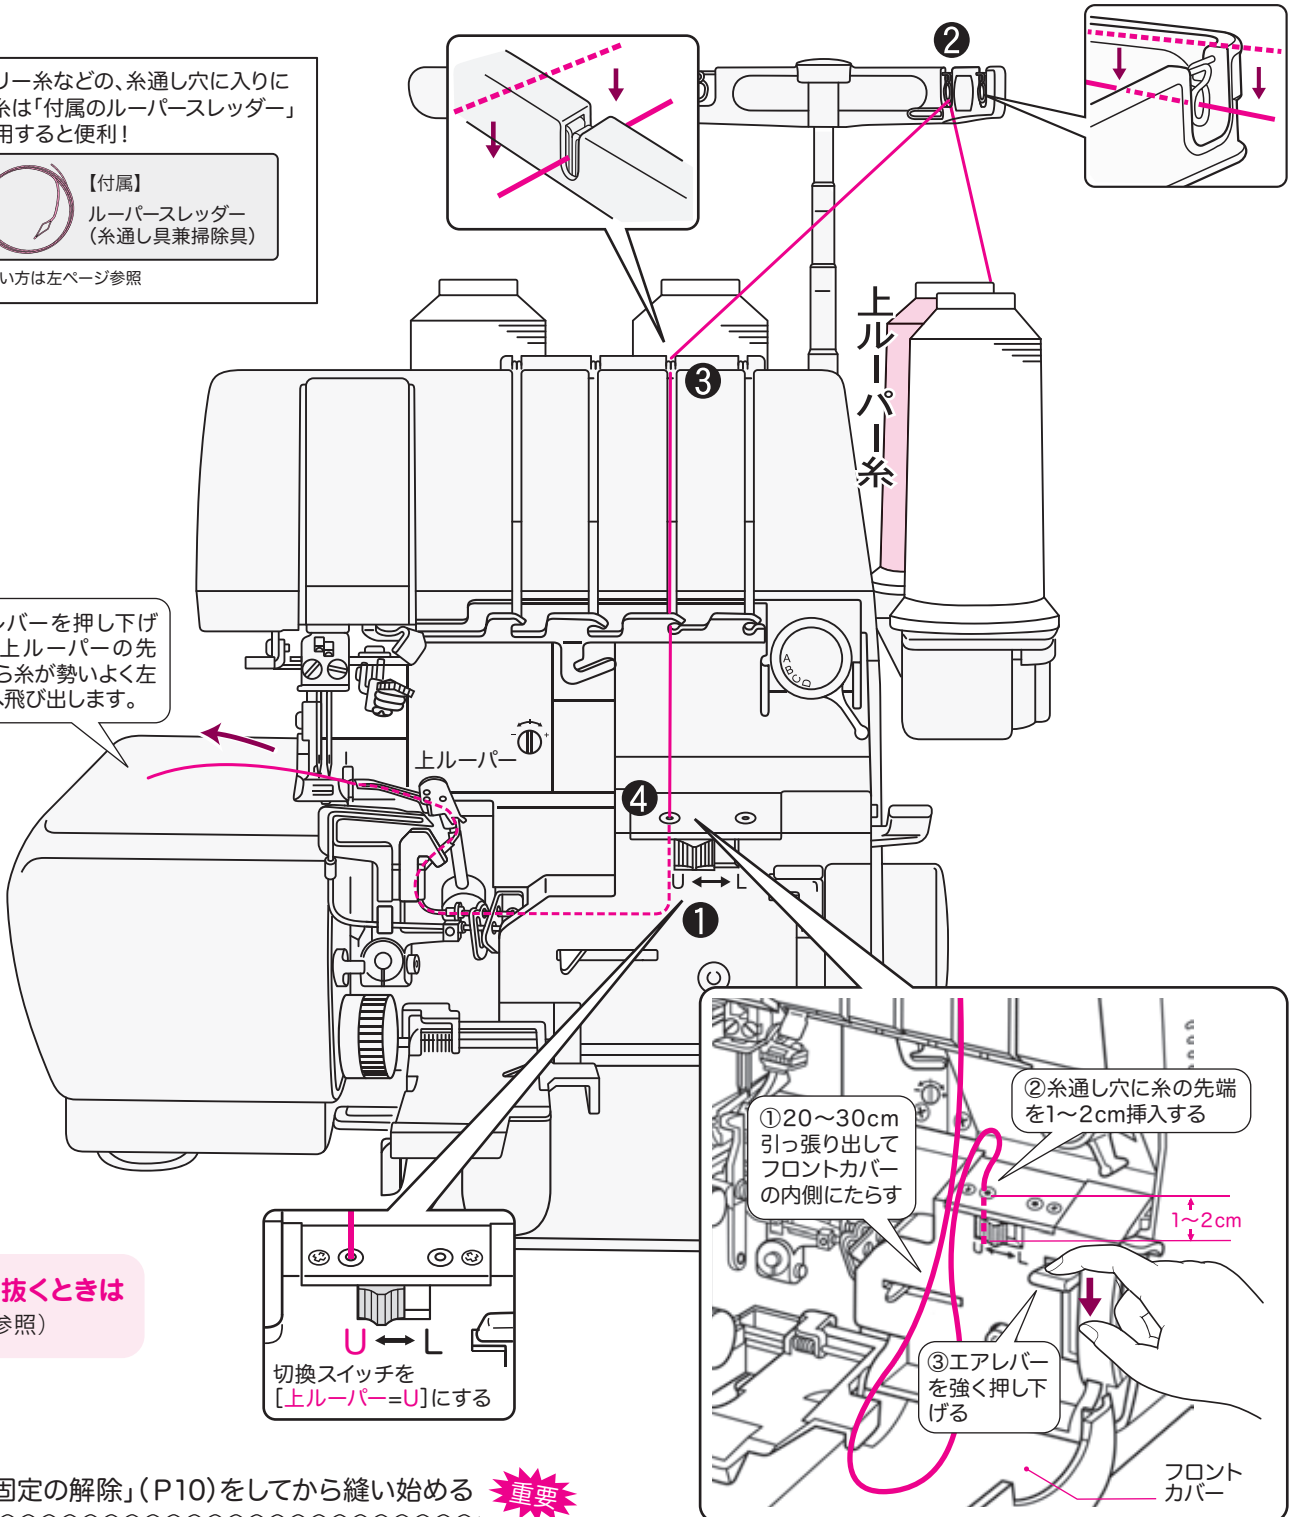 リー糸などの、糸通し穴に入りに
糸は「付属のルーパースレッダー」
用すると便利！
【付属】
ルーパースレッダー
（糸通し具兼掃除具）
い方は左ページ参照
❷
❸
上ルーパー糸
レバーを押し下げ
上ルーパーの先
ら糸が勢いよく左
飛び出します。
A
B
C
D
上ルーパー
- +
❹
U ⟷ L
❶
①20〜30cm
引っ張り出して
フロントカバー
の内側にたらす
②糸通し穴に糸の先端
を1〜2cm挿入する
1〜2cm
U ⟷ L
③エアレバー
を強く押し下
げる
フロント
カバー
U ⟷ L
切換スイッチを
［上ルーパー=U］にする
抜くときは
参照）
固定の解除」（P10）をしてから縫い始める
重要